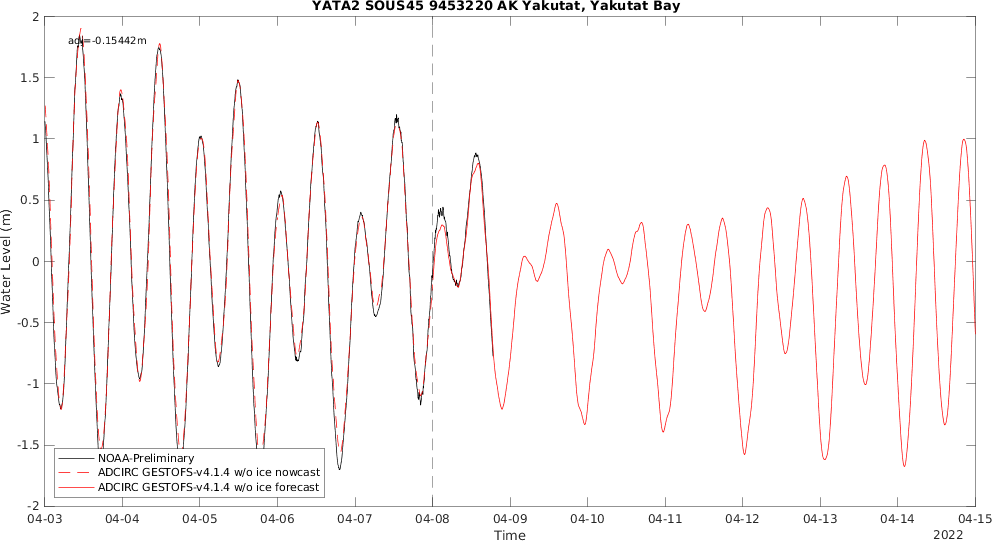 YATA2 SOUS45 9453220 AK Yakutat, Yakutat Bay
adj=-0.15442m
Water Level (m)
2
1.5
1
0.5
0
-0.5
-1
-1.5
-2
NOAA-Preliminary
ADCIRC GESTOFS-v4.1.4 w/o ice nowcast
ADCIRC GESTOFS-v4.1.4 w/o ice forecast
04-03 04-04 04-05 04-06 04-07 04-08 04-09 04-10 04-11 04-12 04-13 04-14 04-15
Time
2022